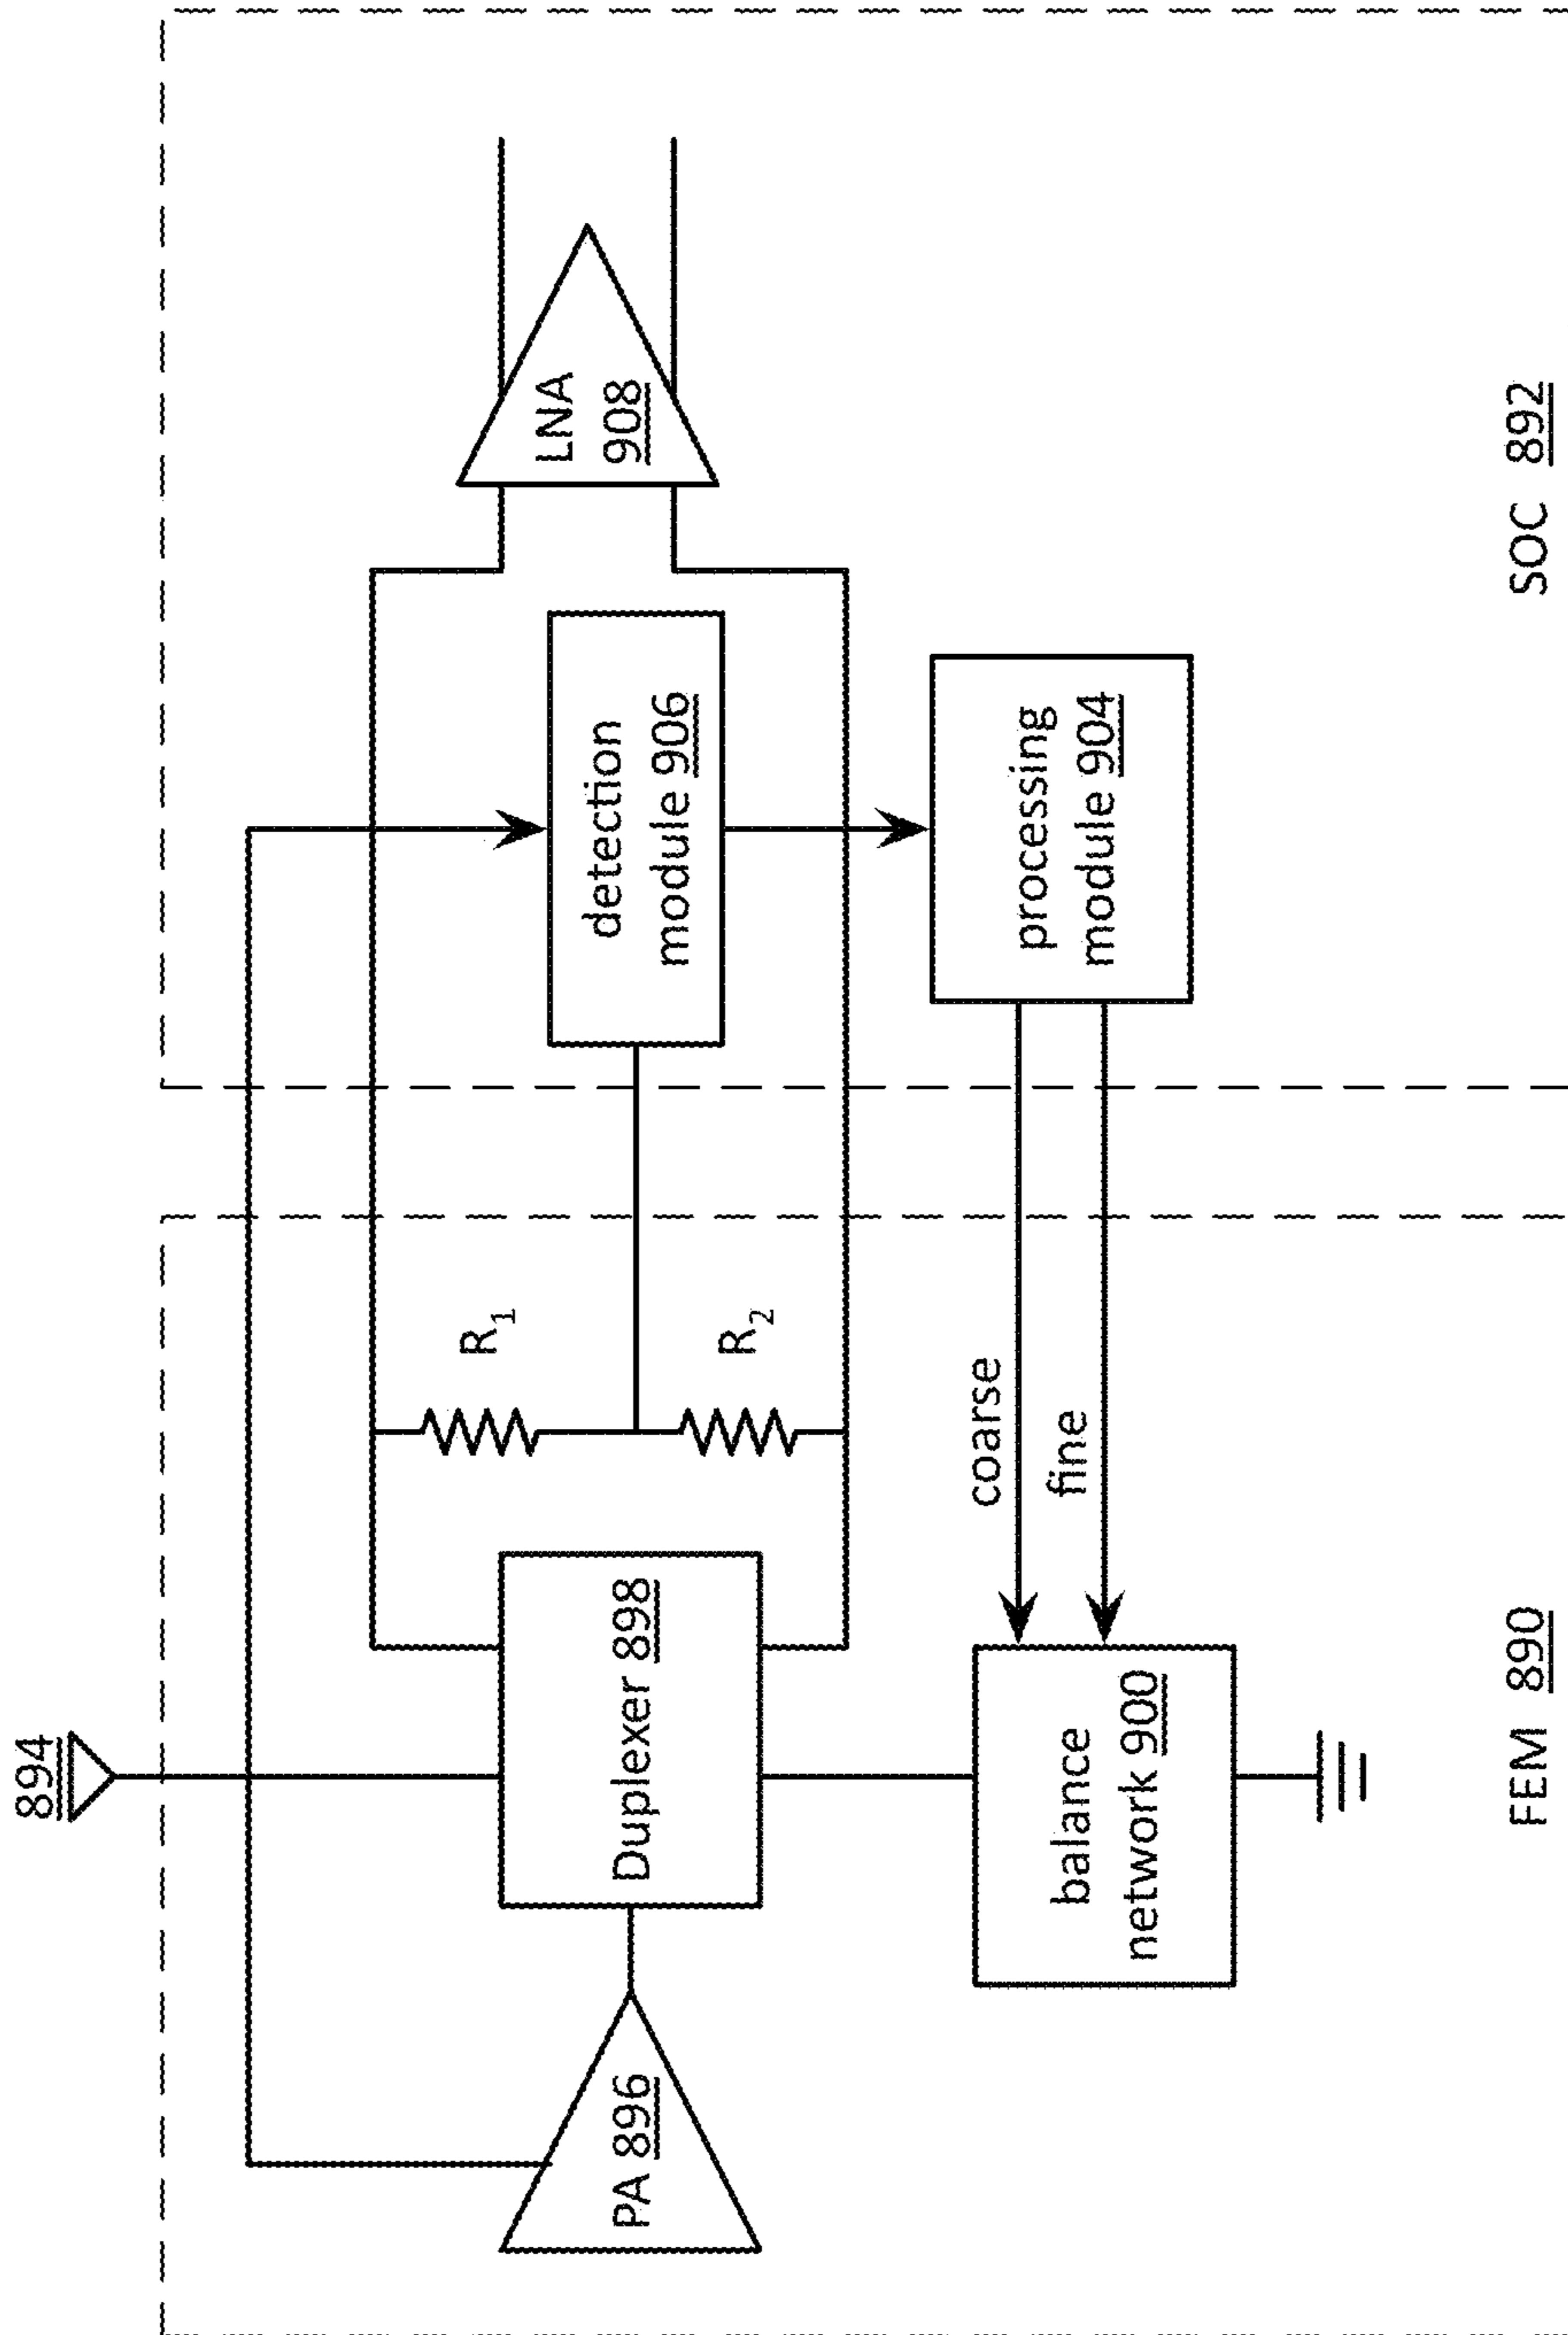 894
PA 896
Duplexer 898
R1
R2
detection
module 906
LNA
908
balance
network 900
coarse
fine
processing
module 904
FEM 890
SOC 892